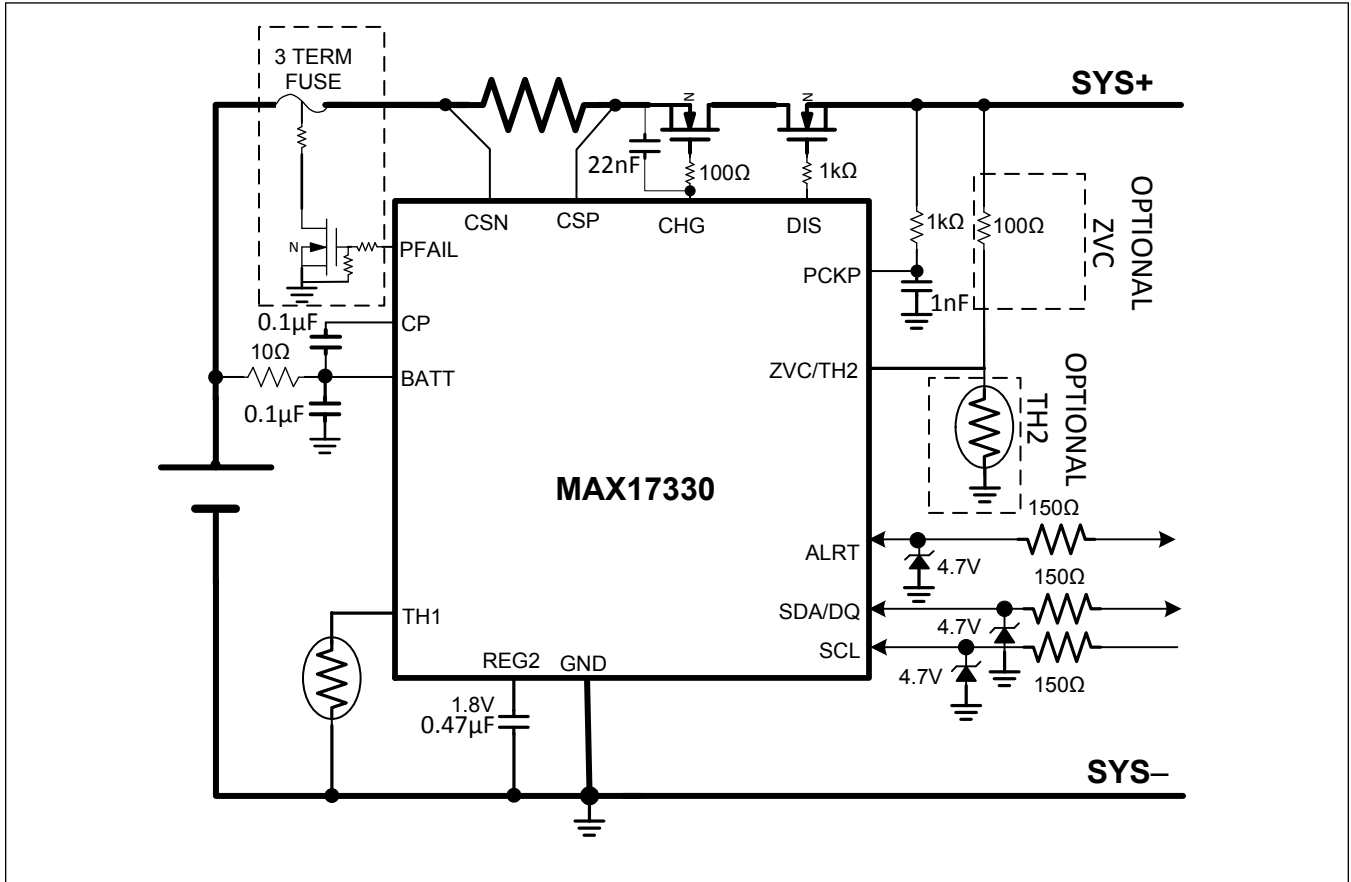 3 TERM
FUSE
SYS+
22nF
100Ω
1kΩ
N
N
CSN
CSP
CHG
DIS
1kΩ
100Ω
OPTIONAL
ZVC
N
PFAIL
PCKP
1nF
0.1µF
CP
10Ω
BATT
ZVC/TH2
0.1µF
OPTIONAL
TH2
MAX17330
150Ω
ALRT
4.7V
150Ω
SDA/DQ
4.7V
SCL
4.7V
150Ω
TH1
REG2
GND
1.8V
0.47µF
SYS–